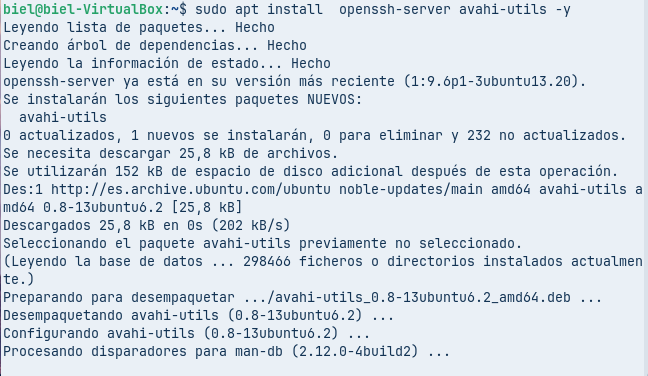 biel@biel-VirtualBox:~$ sudo apt install  openssh-server avahi-utils -y
Leyendo lista de paquetes... Hecho
Creando árbol de dependencias... Hecho
Leyendo la información de estado... Hecho
openssh-server ya está en su versión más reciente (1:9.6p1-3ubuntu13.20).
Se instalarán los siguientes paquetes NUEVOS:
  avahi-utils
0 actualizados, 1 nuevos se instalarán, 0 para eliminar y 232 no actualizados.
Se necesita descargar 25,8 kB de archivos.
Se utilizarán 152 kB de espacio de disco adicional después de esta operación.
Des:1 http://es.archive.ubuntu.com/ubuntu noble-updates/main amd64 avahi-utils a
md64 0.8-13ubuntu6.2 [25,8 kB]
Descargados 25,8 kB en 0s (202 kB/s)
Seleccionando el paquete avahi-utils previamente no seleccionado.
(Leyendo la base de datos ... 298466 ficheros o directorios instalados actualmen
te.)
Preparando para desempaquetar .../avahi-utils_0.8-13ubuntu6.2_amd64.deb ...
Desempaquetando avahi-utils (0.8-13ubuntu6.2) ...
Configurando avahi-utils (0.8-13ubuntu6.2) ...
Procesando disparadores para man-db (2.12.0-4build2) ...